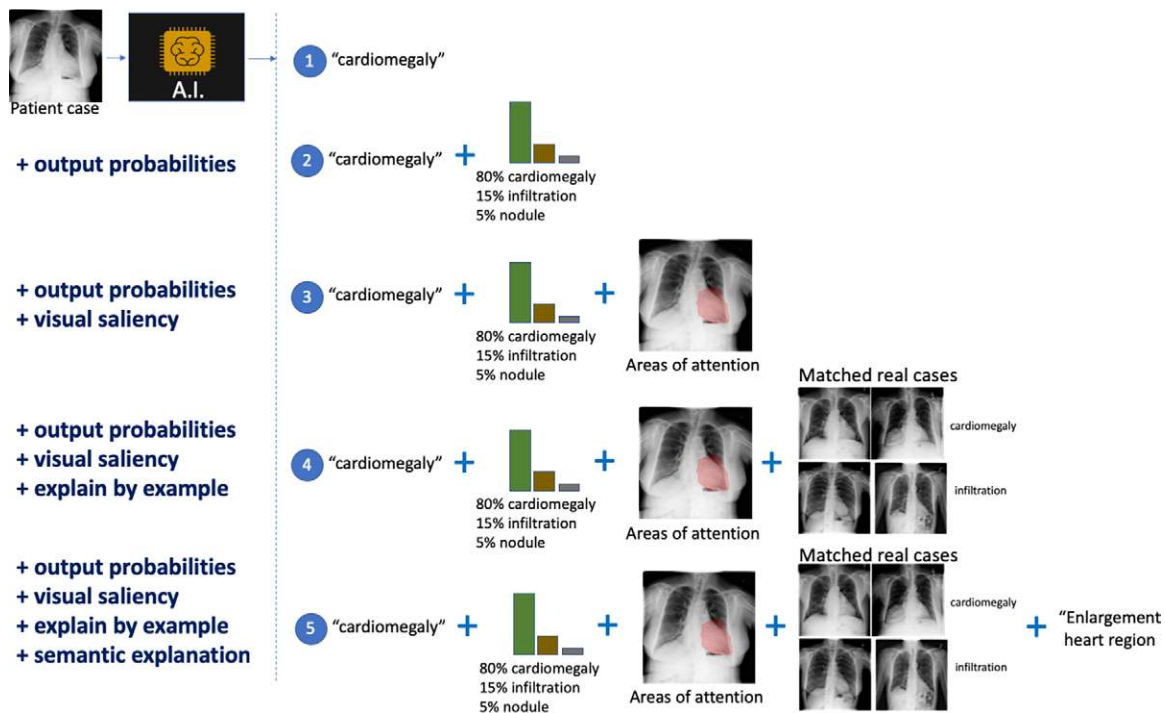 A.I.
Patient case
1 “cardiomegaly”
+ output probabilities
2 “cardiomegaly” +
80% cardiomegaly
15% infiltration
5% nodule
+ output probabilities
+ visual saliency
3 “cardiomegaly” + +
80% cardiomegaly
15% infiltration
5% nodule
Areas of attention
+ output probabilities
+ visual saliency
+ explain by example
4 “cardiomegaly” + + +
80% cardiomegaly
15% infiltration
5% nodule
Areas of attention
Matched real cases
cardiomegaly
infiltration
+ output probabilities
+ visual saliency
+ explain by example
+ semantic explanation
5 “cardiomegaly” + + + +
80% cardiomegaly
15% infiltration
5% nodule
Areas of attention
Matched real cases
cardiomegaly
infiltration
“Enlargement
heart region